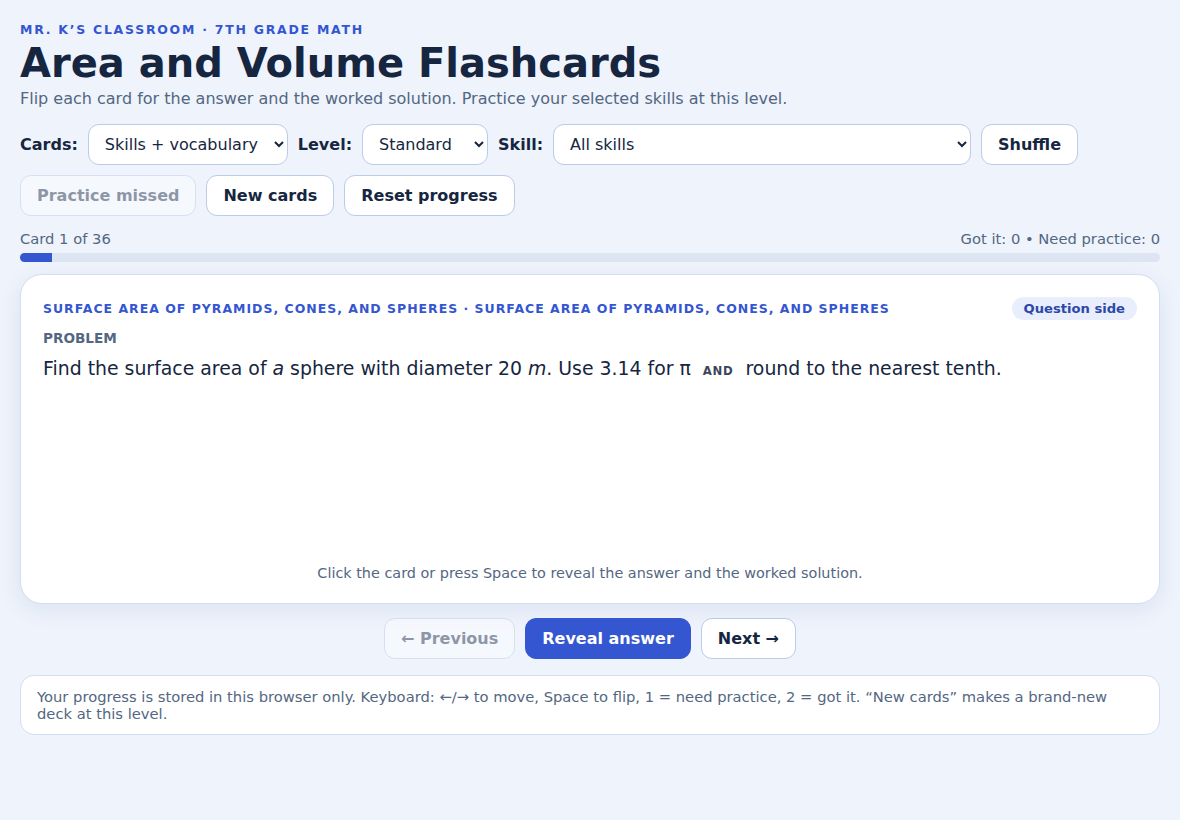 MR. K’S CLASSROOM · 7TH GRADE MATH
Area and Volume Flashcards
Flip each card for the answer and the worked solution. Practice your selected skills at this level.
Cards: Skills + vocabulary Level: Standard Skill: All skills Shuffle
Practice missed New cards Reset progress
Card 1 of 36 Got it: 0 • Need practice: 0
SURFACE AREA OF PYRAMIDS, CONES, AND SPHERES · SURFACE AREA OF PYRAMIDS, CONES, AND SPHERES Question side
PROBLEM
Find the surface area of a sphere with diameter 20 m. Use 3.14 for π AND round to the nearest tenth.
Click the card or press Space to reveal the answer and the worked solution.
← Previous Reveal answer Next →
Your progress is stored in this browser only. Keyboard: ←/→ to move, Space to flip, 1 = need practice, 2 = got it. “New cards” makes a brand-new
deck at this level.